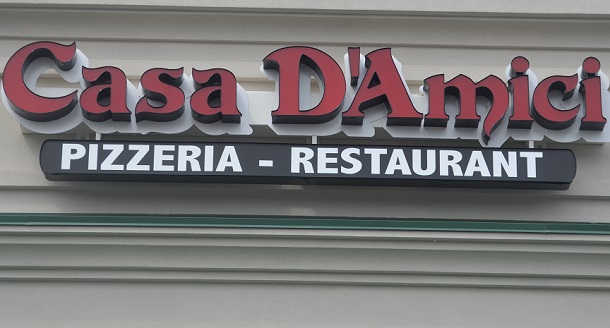 Casa D'Amici
PIZZERIA - RESTAURANT